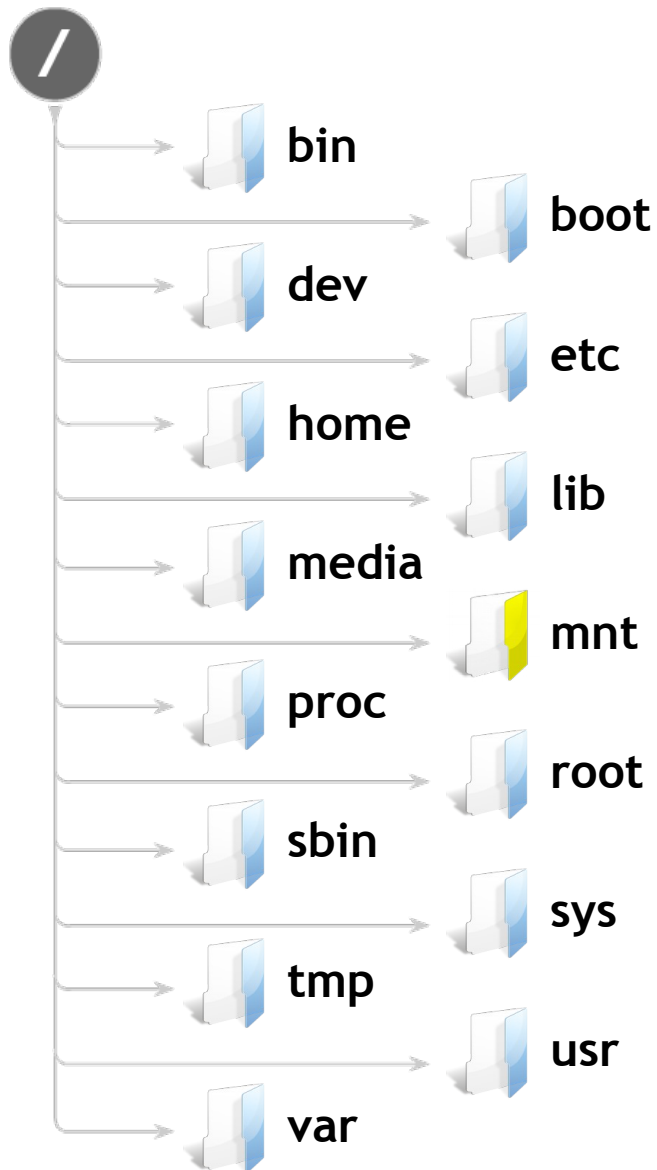 /
bin
boot
dev
etc
home
lib
media
mnt
proc
root
sbin
sys
tmp
usr
var